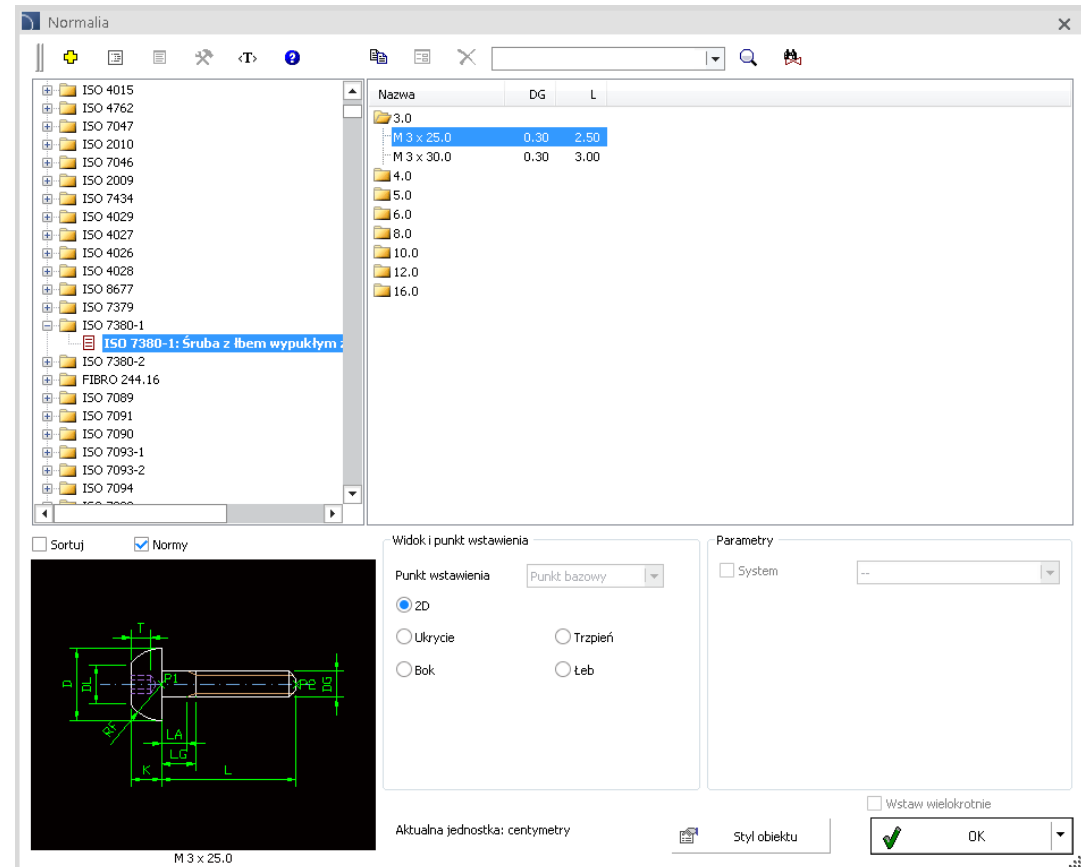 Normalia
<T>
ISO 4015
ISO 4762
ISO 7047
ISO 2010
ISO 7046
ISO 2009
ISO 7434
ISO 4029
ISO 4027
ISO 4026
ISO 4028
ISO 8677
ISO 7379
ISO 7380-1
ISO 7380-1: Śruba z łbem wypukłym z
ISO 7380-2
FIBRO 244.16
ISO 7089
ISO 7091
ISO 7090
ISO 7093-1
ISO 7093-2
ISO 7094
Nazwa DG L
3.0
M 3 x 25.0 0.30 2.50
M 3 x 30.0 0.30 3.00
4.0
5.0
6.0
8.0
10.0
12.0
16.0
Sortuj Normy
T
D
DL
P1
DG
RF
LA
LG
K L
M 3 x 25.0
Widok i punkt wstawienia
Punkt wstawienia Punkt bazowy
2D
Ukrycie Trzpień
Bok Łeb
Parametry
System --
Aktualna jednostka: centymetry
Styl obiektu
Wstaw wielokrotnie
OK